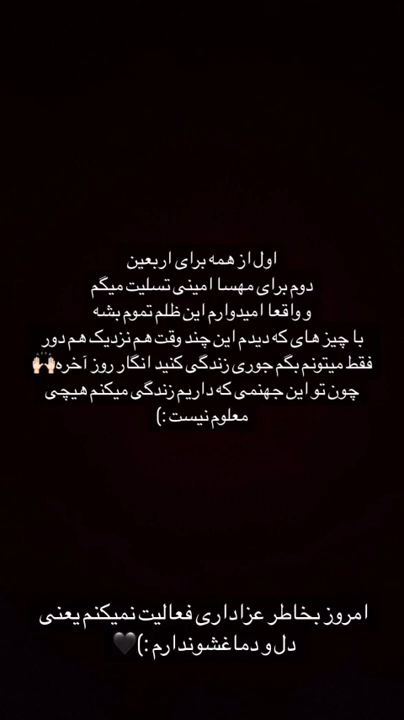 اول از همه برای اربعین
دوم برای مهسا امینی تسلیت میگم
و واقعا امیدوارم این ظلم تموم بشه
با چیز های که دیدم این چند وقت هم نزدیک هم دور
فقط میتونم بگم جوری زندگی کنید انگار روز آخره🙌🏻
چون تو این جهنمی که داریم زندگی میکنم هیچی
معلوم نیست :)
امروز بخاطر عزاداری فعالیت نمیکنم یعنی
دل و دماغشوندارم :)🖤